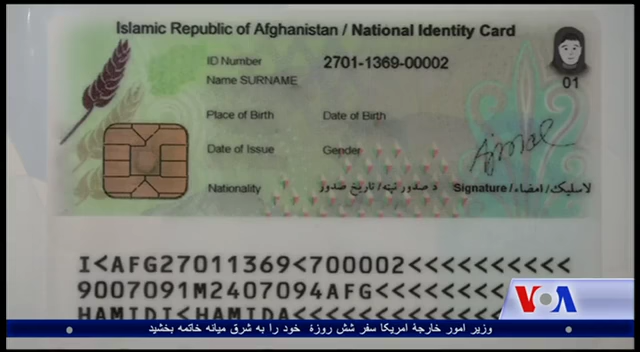 Islamic Republic of Afghanistan / National Identity Card
ID Number 2701-1369-00002
Name SURNAME
01
Place of Birth Date of Birth
Date of Issue Gender
Ajmal
Nationality د صدور نېټه / تاریخ صدور Signature / امضاء / لاسلیک
I<AFG27011369<700002<<<<<<<<<<
9007091M2407094AFG<<<<<<<<<<
HAMIDI<HAMIDA<<<<<<<<<<
VOA
وزیر امور خارجهٔ امریکا سفر شش روزهٔ خود را به شرق میانه خاتمه بخشید